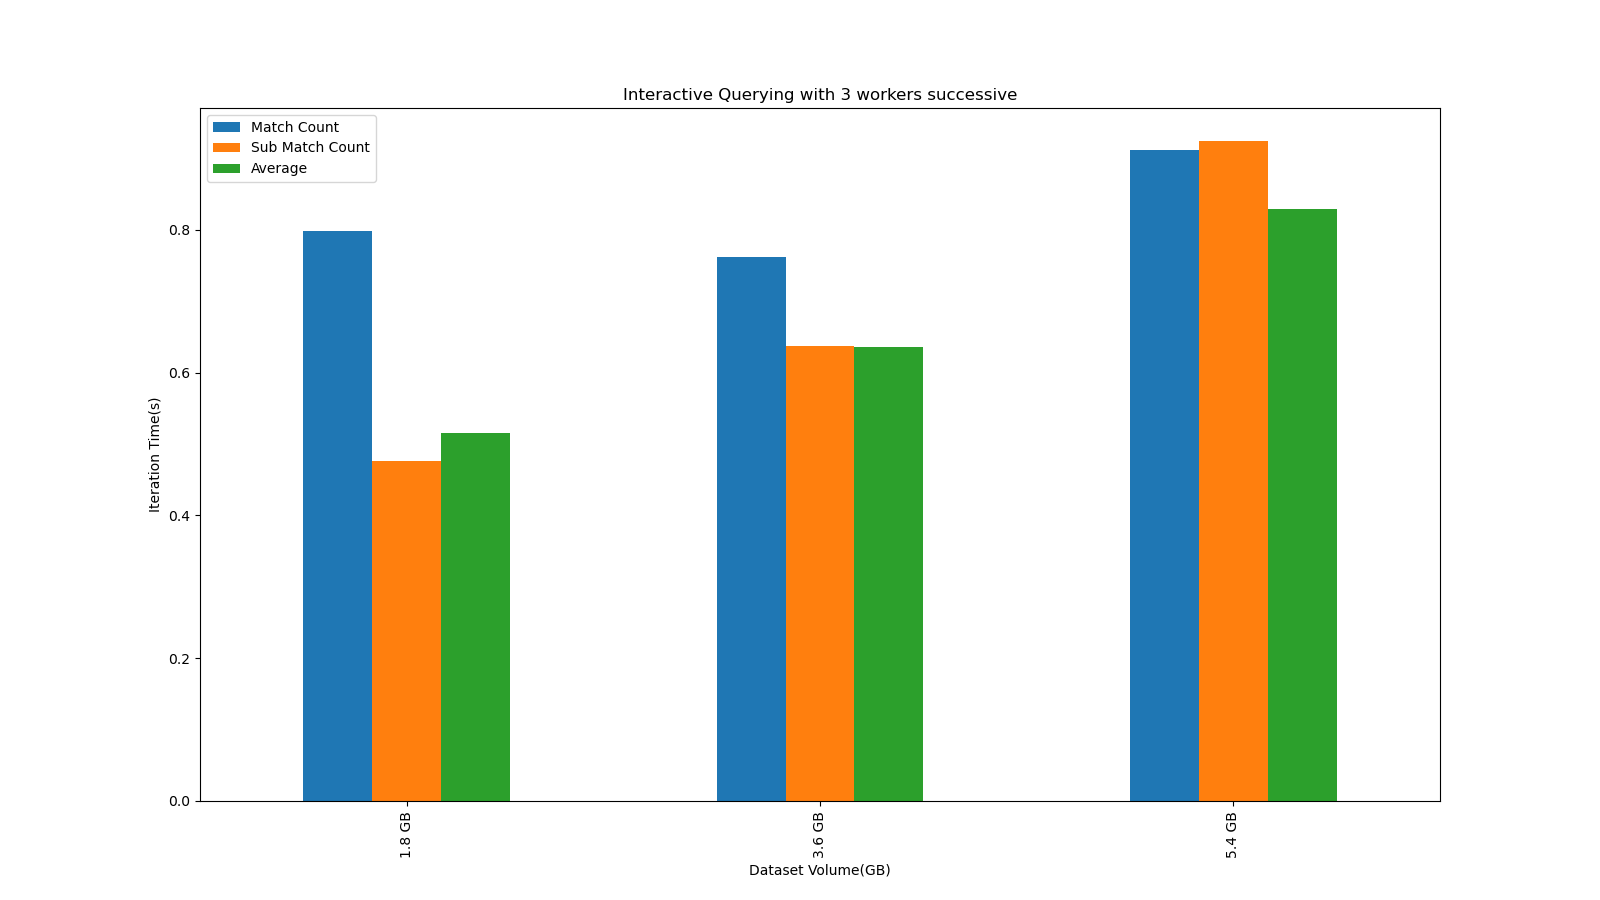 Interactive Querying with 3 workers successive
Match Count
Sub Match Count
Average
0.8
0.6
0.4
0.2
0.0
Iteration Time(s)
1.8 GB
3.6 GB
5.4 GB
Dataset Volume(GB)